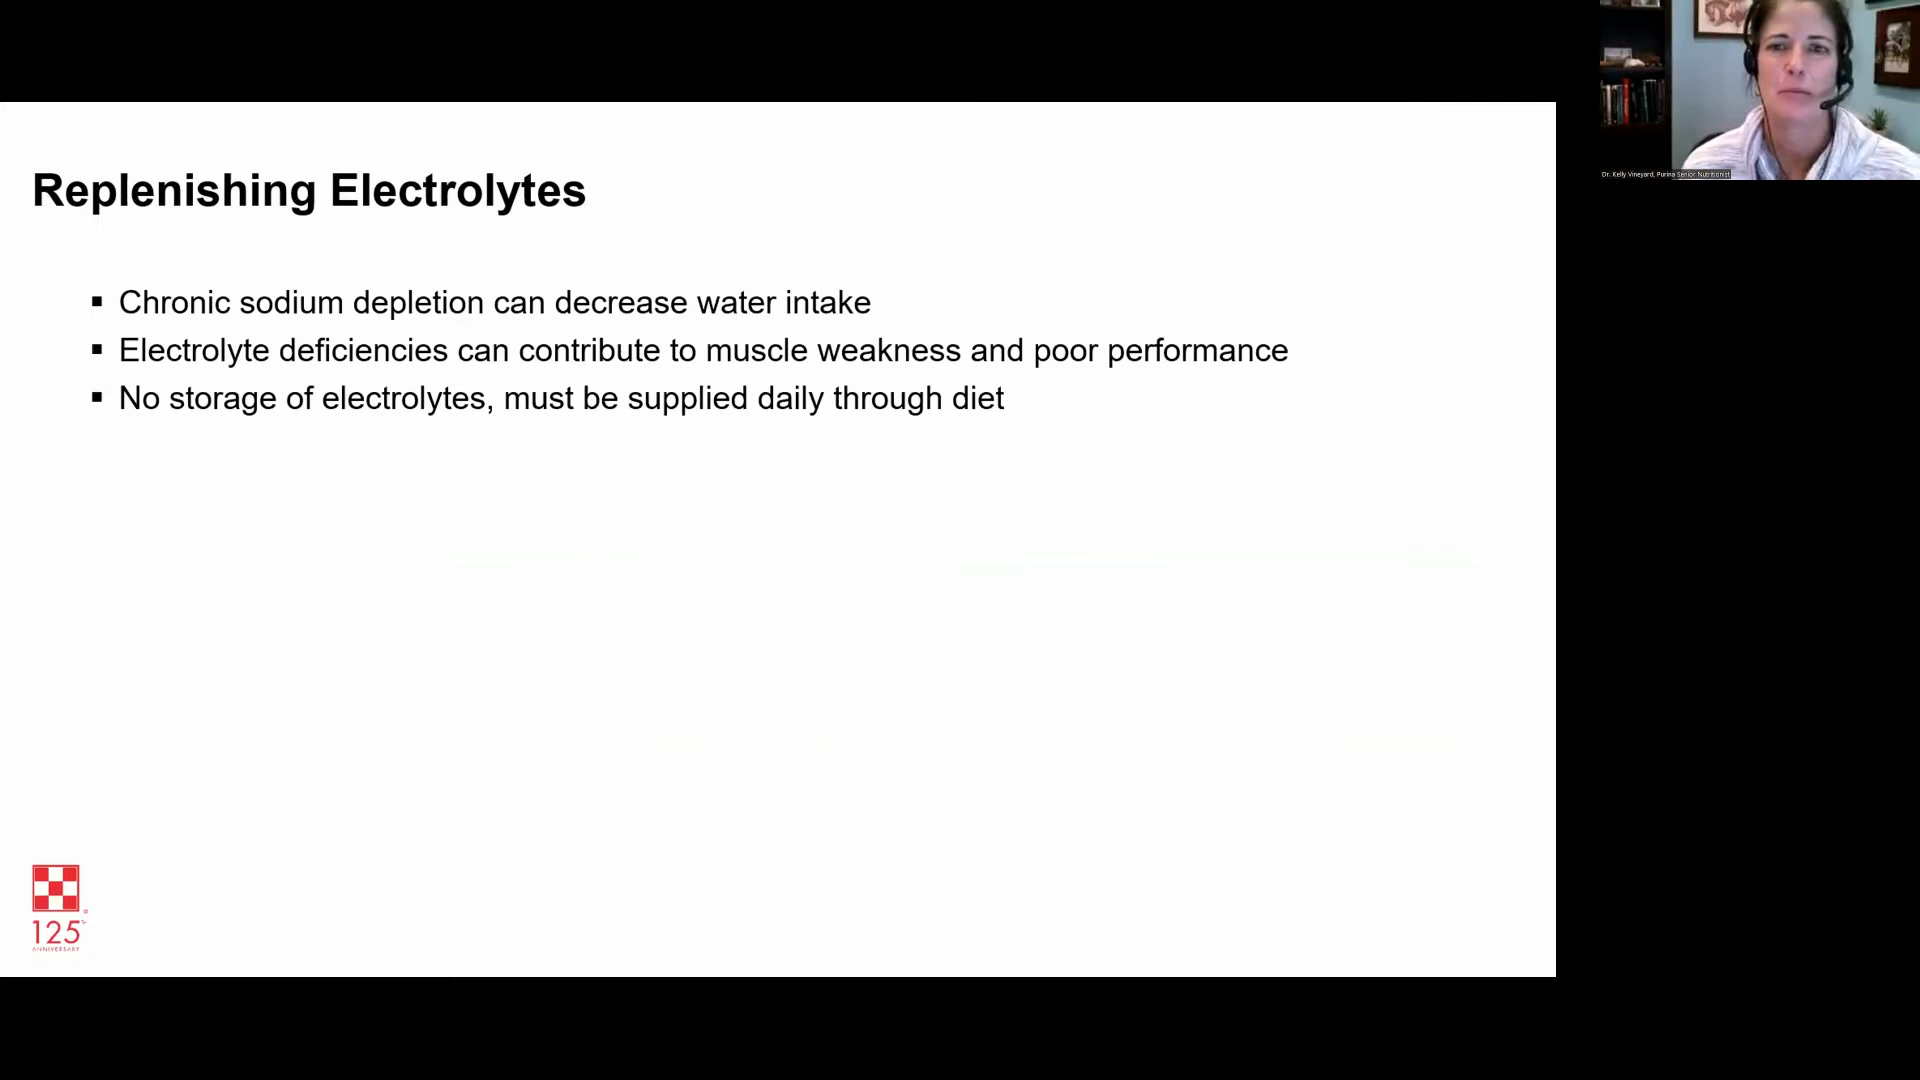 Dr. Kelly Vineyard, Purina Senior Nutritionist
Replenishing Electrolytes
▪ Chronic sodium depletion can decrease water intake
▪ Electrolyte deficiencies can contribute to muscle weakness and poor performance
▪ No storage of electrolytes, must be supplied daily through diet
125
ANNIVERSARY